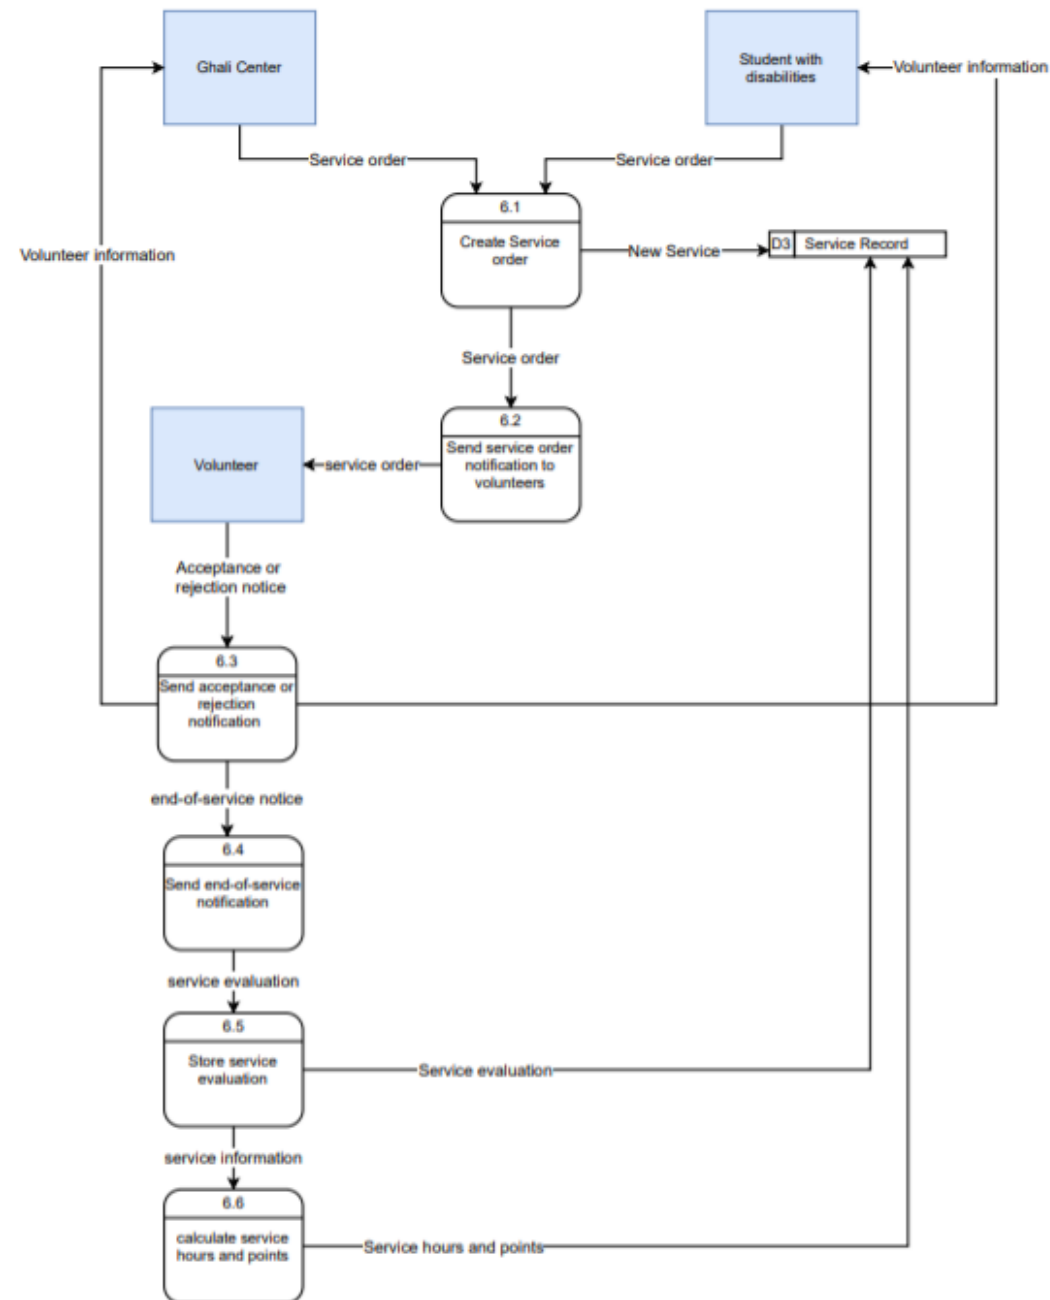 Ghali Center
Student with
disabilities
Volunteer information
Service order
Service order
6.1
Create Service
order
New Service
D3
Service Record
Volunteer information
Service order
6.2
Send service order
notification to
volunteers
service order
Volunteer
Acceptance or
rejection notice
6.3
Send acceptance or
rejection
notification
end-of-service notice
6.4
Send end-of-service
notification
service evaluation
6.5
Store service
evaluation
Service evaluation
service information
6.6
calculate service
hours and points
Service hours and points